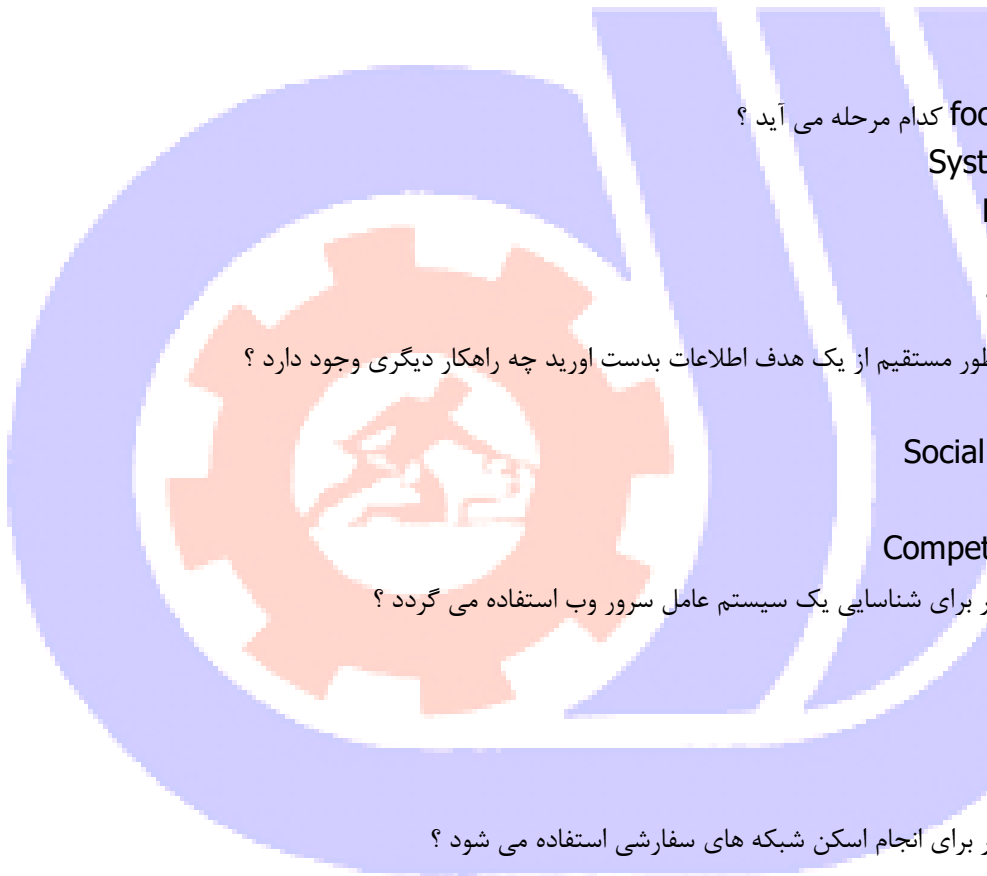 foc کدام مرحله می آید ؟
Syst
طور مستقیم از یک هدف اطلاعات بدست اورید چه راهکار دیگری وجود دارد ؟
Social
Compet
ر برای شناسایی یک سیستم عامل سرور وب استفاده می گردد ؟
ر برای انجام اسکن شبکه های سفارشی استفاده می شود ؟